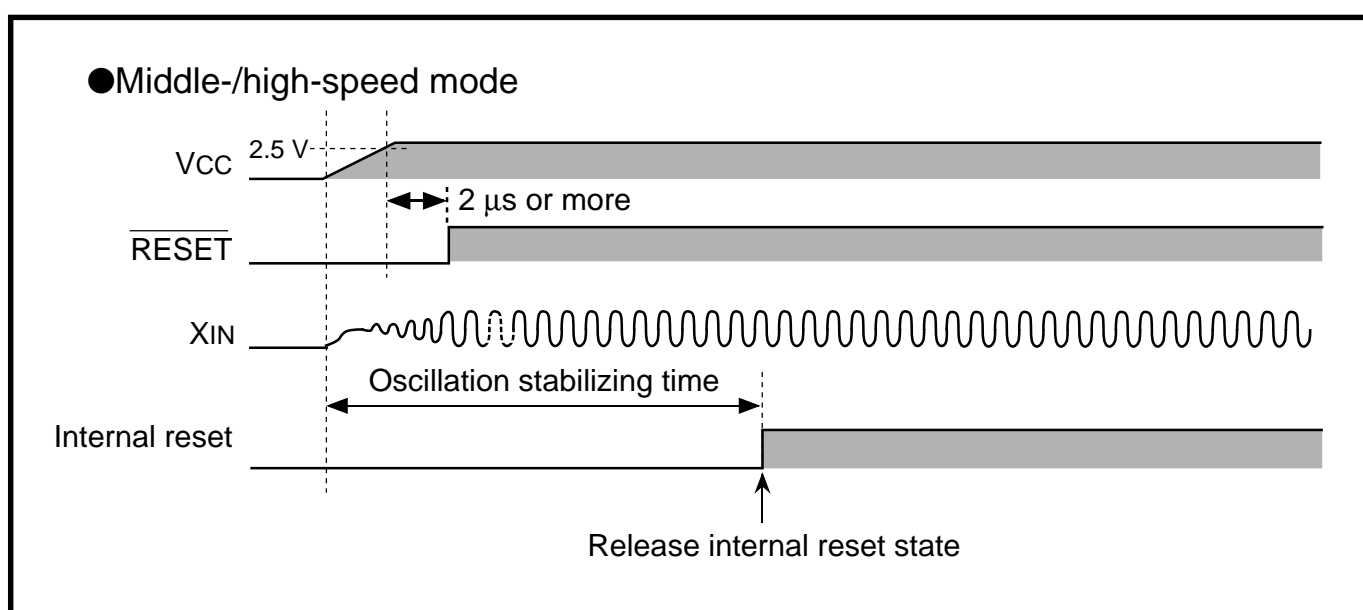 ●Middle-/high-speed mode
2.5 V
VCC
2 μs or more
RESET
XIN
Oscillation stabilizing time
Internal reset
Release internal reset state